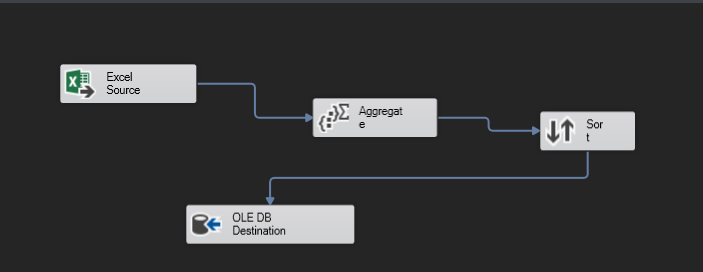 Excel
Source
Aggregat
e
Sor
t
OLE DB
Destination